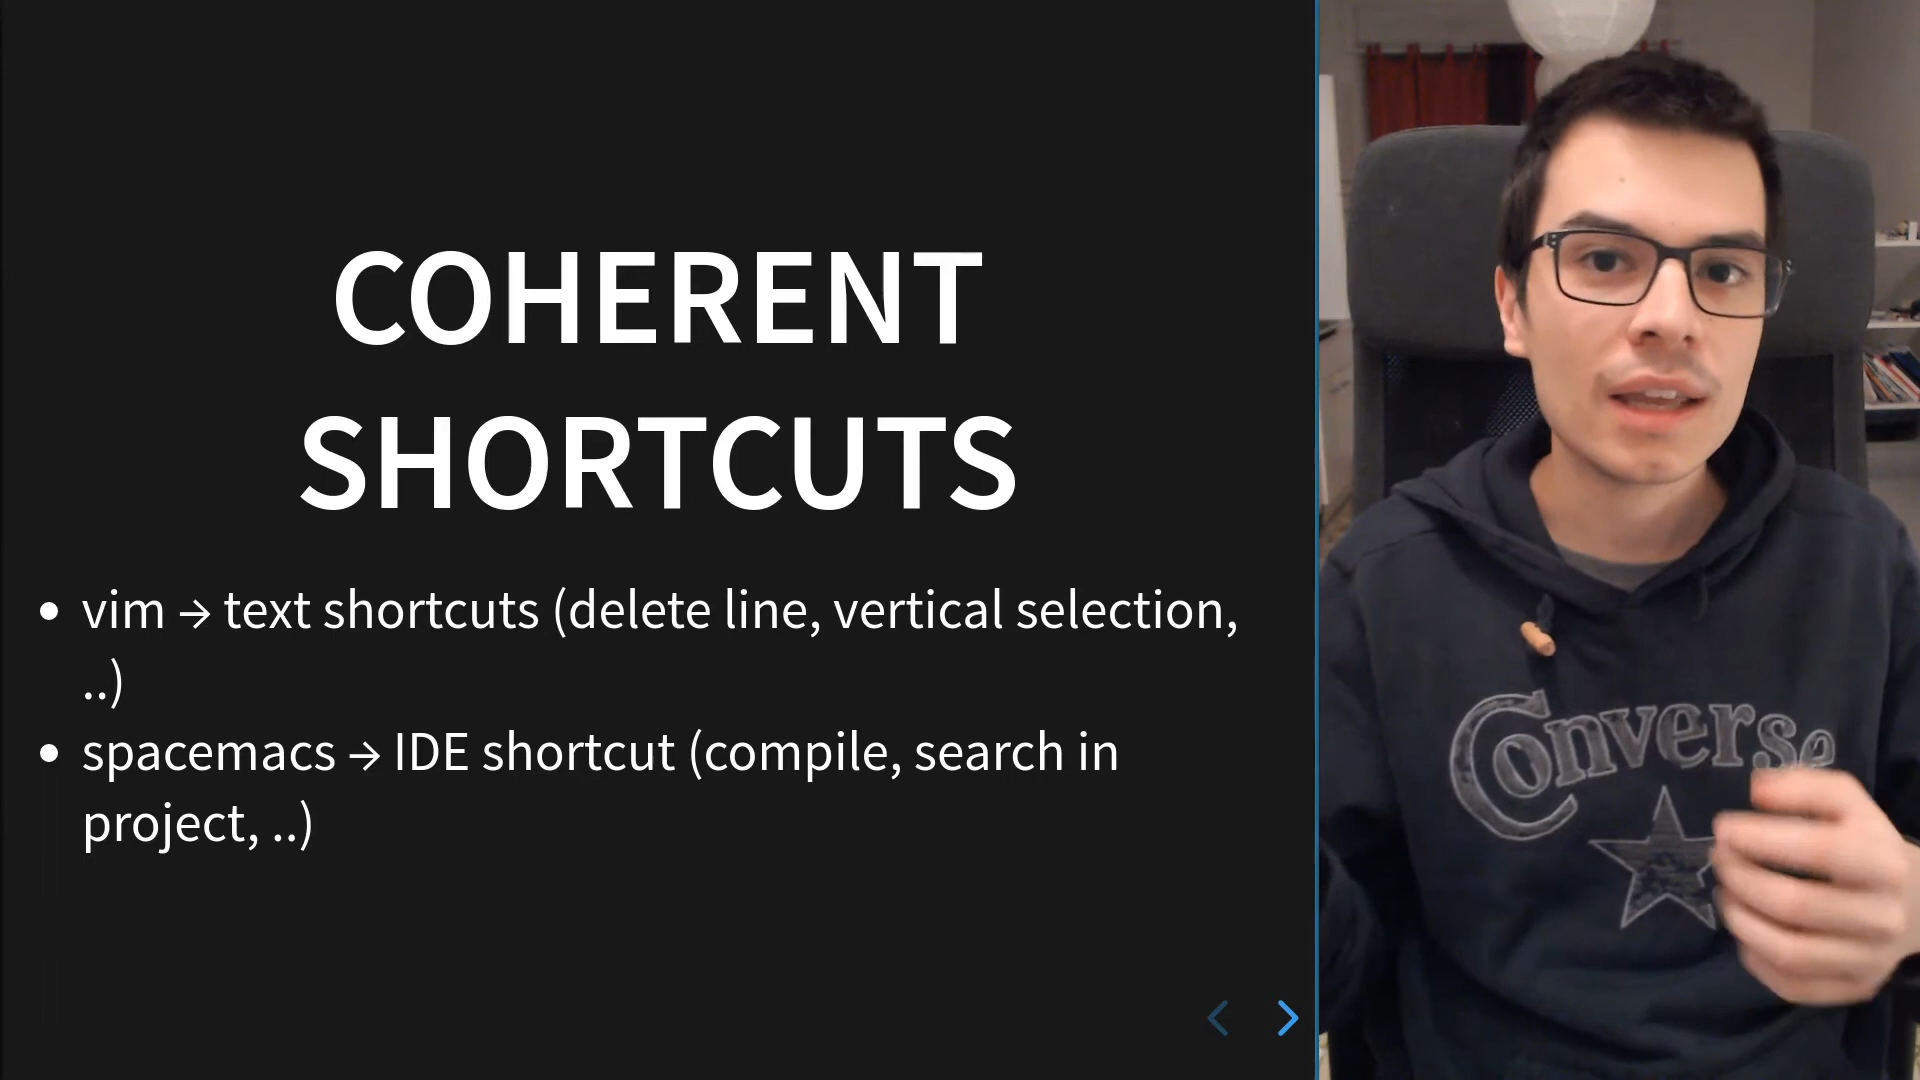 COHERENT
SHORTCUTS
• vim → text shortcuts (delete line, vertical selection,
..)
• spacemacs → IDE shortcut (compile, search in
project, ..)
Converse